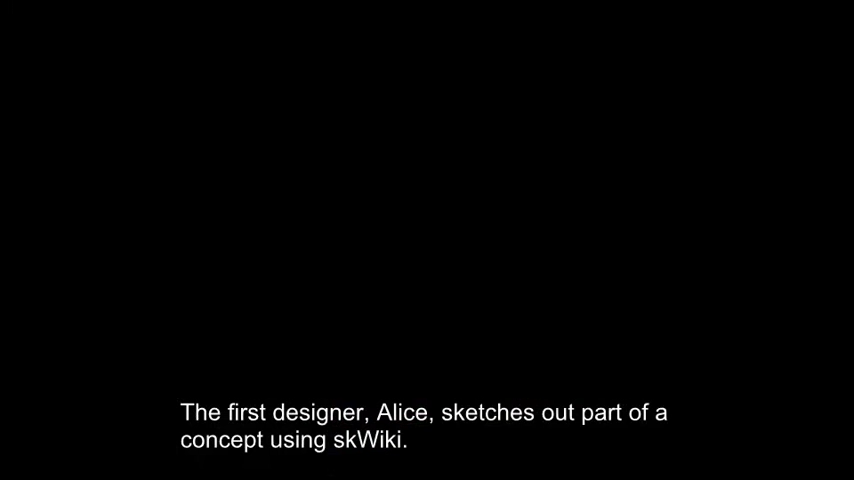 The first designer, Alice, sketches out part of a
concept using skWiki.